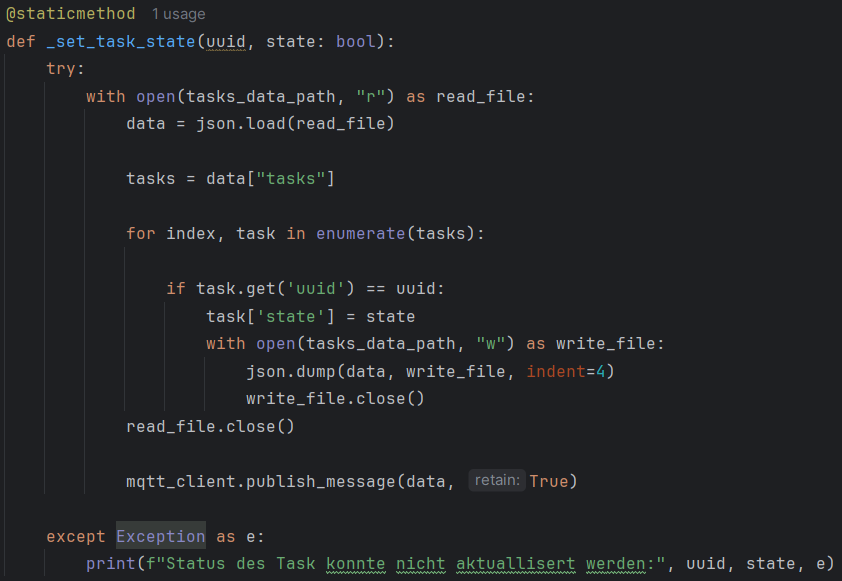 @staticmethod 1 usage
def _set_task_state(uuid, state: bool):
    try:
        with open(tasks_data_path, "r") as read_file:
            data = json.load(read_file)
            tasks = data["tasks"]
            for index, task in enumerate(tasks):
                if task.get('uuid') == uuid:
                    task['state'] = state
                    with open(tasks_data_path, "w") as write_file:
                        json.dump(data, write_file, indent=4)
                        write_file.close()
            read_file.close()
            mqtt_client.publish_message(data, retain: True)
    except Exception as e:
        print(f"Status des Task konnte nicht aktuallisert werden:", uuid, state, e)